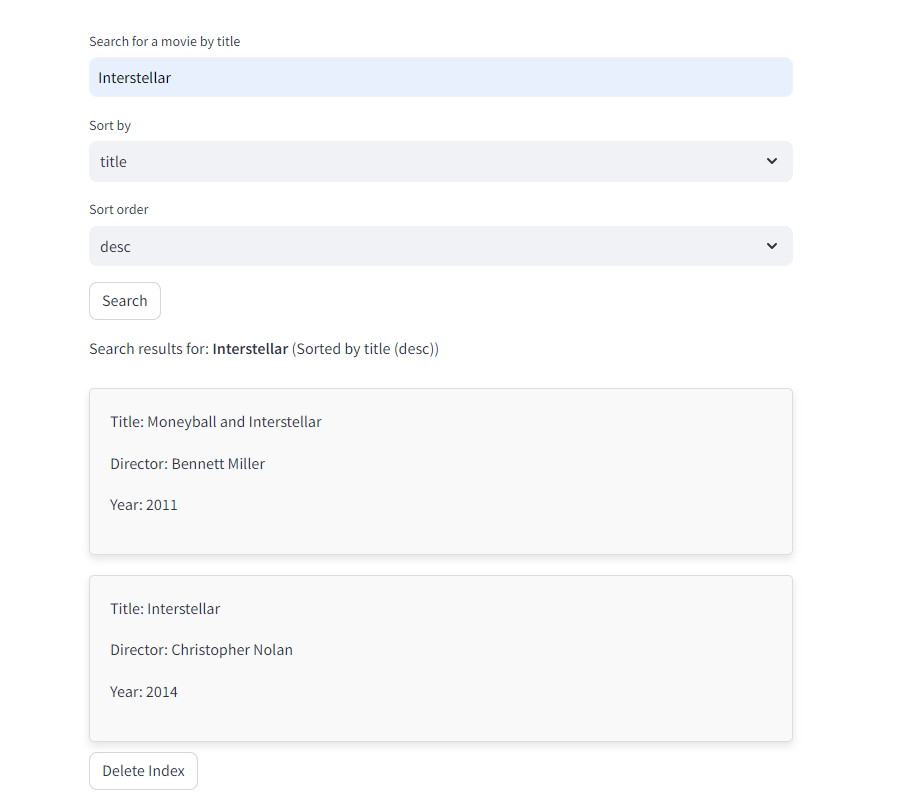 Search for a movie by title
Interstellar
Sort by
title
Sort order
desc
Search
Search results for: Interstellar (Sorted by title (desc))
Title: Moneyball and Interstellar
Director: Bennett Miller
Year: 2011
Title: Interstellar
Director: Christopher Nolan
Year: 2014
Delete Index